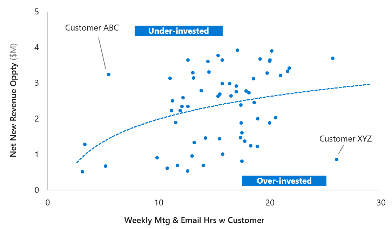 5
4
3
2
1
0
Net New Revenue Oppty ($M)
Customer ABC
Under-invested
Customer XYZ
Over-invested
0
10
20
30
Weekly Mtg & Email Hrs w Customer